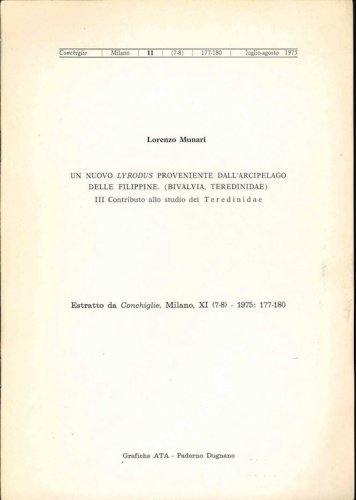 Conchiglie | Milano | 11 | (7-8) | 177-180 | luglio-agosto 1975
Lorenzo Munari
UN NUOVO LYRODUS PROVENIENTE DALL'ARCIPELAGO
DELLE FILIPPINE. (BIVALVIA, TEREDINIDAE)
III Contributo allo studio dei Teredinidae
Estratto da Conchiglie, Milano, XI (7-8) - 1975: 177-180
Grafiche ATA - Paderno Dugnano